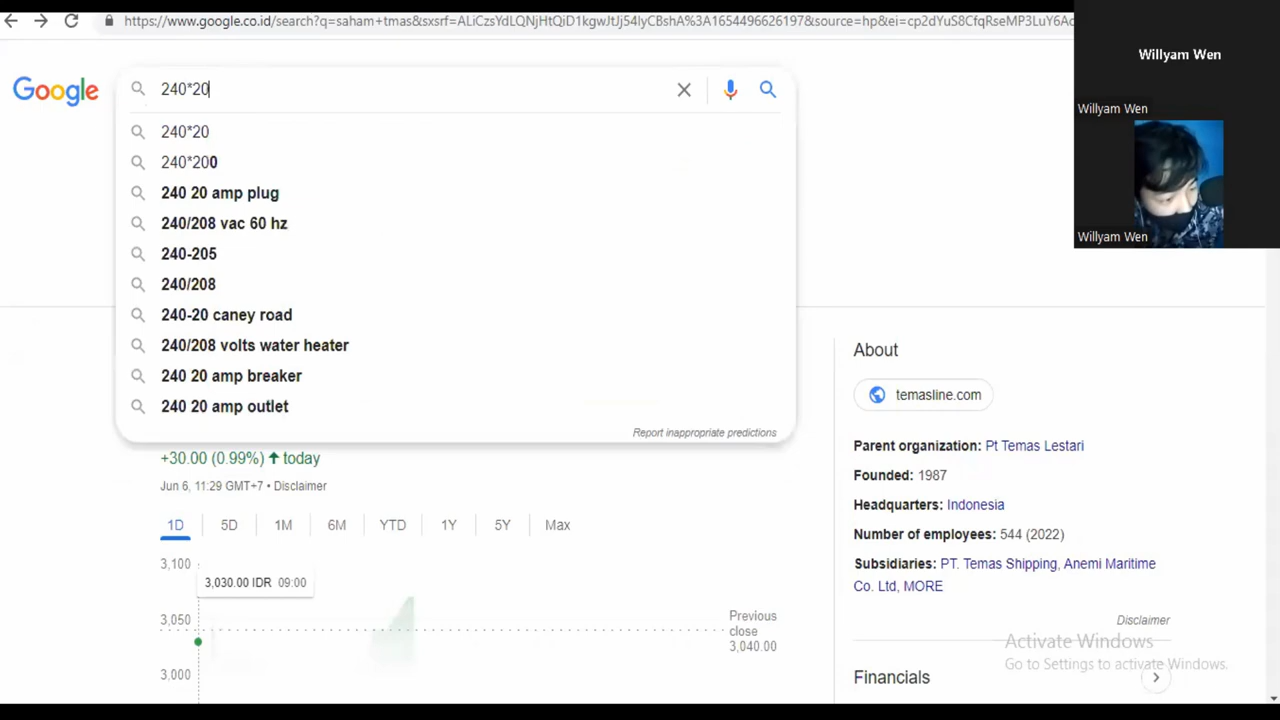 https://www.google.co.id/search?q=saham+tmas&sxsrf=ALiCzsYdLQNjHtQiD1kgwJtJj54lyCBshA%3A1654496626197&source=hp&ei=cp2dYuS8CfqRseMP3LuY6Ac
Willyam Wen
Google
240*20
Willyam Wen
240*20
240*200
240 20 amp plug
240/208 vac 60 hz
Willyam Wen
240-205
240/208
240-20 caney road
240/208 volts water heater
240 20 amp breaker
240 20 amp outlet
Report inappropriate predictions
About
temasline.com
Parent organization: Pt Temas Lestari
Founded: 1987
Headquarters: Indonesia
Number of employees: 544 (2022)
Subsidiaries: PT. Temas Shipping, Anemi Maritime
Co. Ltd, MORE
Disclaimer
+30.00 (0.99%) ↑ today
Jun 6, 11:29 GMT+7 • Disclaimer
1D 5D 1M 6M YTD 1Y 5Y Max
3,100
3,030.00 IDR 09:00
3,050
Previous
close
3,040.00
3,000
Financials
Activate Windows
Go to Settings to activate Windows.